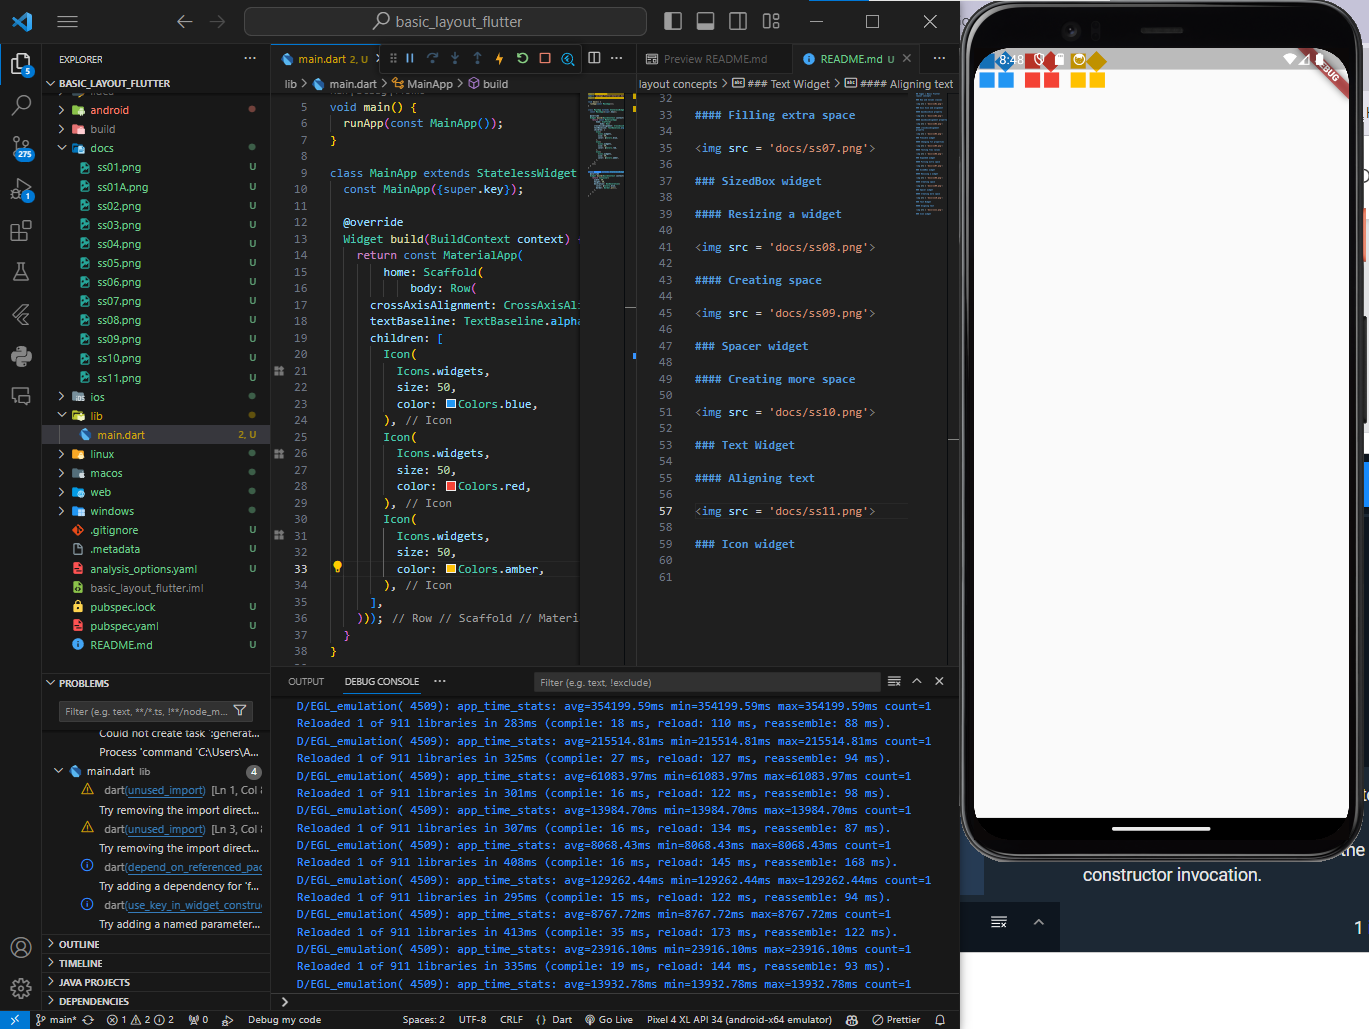 basic_layout_flutter
EXPLORER
BASIC_LAYOUT_FLUTTER
android
build
docs
ss01.png U
ss01A.png U
ss02.png U
ss03.png U
ss04.png U
ss05.png U
ss06.png U
ss07.png U
ss08.png U
ss09.png U
ss10.png U
ss11.png U
ios
lib
main.dart 2, U
linux
macos
web
windows
.gitignore U
.metadata U
analysis_options.yaml U
basic_layout_flutter.iml
pubspec.lock U
pubspec.yaml U
README.md U
5
275
1
PROBLEMS
Filter (e.g. text, **/*.ts, !**/node_m...
Could not create task ':generat...
Process 'command 'C:\Users\A...
main.dart lib 4
dart(unused_import) [Ln 1, Col
Try removing the import direct...
dart(unused_import) [Ln 3, Col
Try removing the import direct...
dart(depend_on_referenced_pac
Try adding a dependency for 'f...
dart(use_key_in_widget_constru
Try adding a named parameter...
OUTLINE
TIMELINE
JAVA PROJECTS
DEPENDENCIES
main.dart 2, U
lib > main.dart > MainApp > build
5 void main() {
6 runApp(const MainApp());
7 }
8
9 class MainApp extends StatelessWidget
10 const MainApp({super.key});
11
12 @override
13 Widget build(BuildContext context)
14 return const MaterialApp(
15 home: Scaffold(
16 body: Row(
17 crossAxisAlignment: CrossAxisAli
18 textBaseline: TextBaseline.alpha
19 children: [
20 Icon(
21 Icons.widgets,
22 size: 50,
23 color: Colors.blue,
24 ), // Icon
25 Icon(
26 Icons.widgets,
27 size: 50,
28 color: Colors.red,
29 ), // Icon
30 Icon(
31 Icons.widgets,
32 size: 50,
33 color: Colors.amber,
34 ), // Icon
35 ],
36 ))); // Row // Scaffold // Materi
37 }
38 }
Preview README.md
README.md U
layout concepts > ### Text Widget > #### Aligning text
32
33 #### Filling extra space
34
35 <img src = 'docs/ss07.png'>
36
37 ### SizedBox widget
38
39 #### Resizing a widget
40
41 <img src = 'docs/ss08.png'>
42
43 #### Creating space
44
45 <img src = 'docs/ss09.png'>
46
47 ### Spacer widget
48
49 #### Creating more space
50
51 <img src = 'docs/ss10.png'>
52
53 ### Text Widget
54
55 #### Aligning text
56
57 <img src = 'docs/ss11.png'>
58
59 ### Icon widget
60
61
OUTPUT DEBUG CONSOLE
Filter (e.g. text, !exclude)
D/EGL_emulation( 4509): app_time_stats: avg=354199.59ms min=354199.59ms max=354199.59ms count=1
Reloaded 1 of 911 libraries in 283ms (compile: 18 ms, reload: 110 ms, reassemble: 88 ms).
D/EGL_emulation( 4509): app_time_stats: avg=215514.81ms min=215514.81ms max=215514.81ms count=1
Reloaded 1 of 911 libraries in 325ms (compile: 27 ms, reload: 127 ms, reassemble: 94 ms).
D/EGL_emulation( 4509): app_time_stats: avg=61083.97ms min=61083.97ms max=61083.97ms count=1
Reloaded 1 of 911 libraries in 301ms (compile: 16 ms, reload: 122 ms, reassemble: 98 ms).
D/EGL_emulation( 4509): app_time_stats: avg=13984.70ms min=13984.70ms max=13984.70ms count=1
Reloaded 1 of 911 libraries in 307ms (compile: 16 ms, reload: 134 ms, reassemble: 87 ms).
D/EGL_emulation( 4509): app_time_stats: avg=8068.43ms min=8068.43ms max=8068.43ms count=1
Reloaded 1 of 911 libraries in 408ms (compile: 16 ms, reload: 145 ms, reassemble: 168 ms).
D/EGL_emulation( 4509): app_time_stats: avg=129262.44ms min=129262.44ms max=129262.44ms count=1
Reloaded 1 of 911 libraries in 295ms (compile: 15 ms, reload: 122 ms, reassemble: 94 ms).
D/EGL_emulation( 4509): app_time_stats: avg=8767.72ms min=8767.72ms max=8767.72ms count=1
Reloaded 1 of 911 libraries in 413ms (compile: 35 ms, reload: 173 ms, reassemble: 122 ms).
D/EGL_emulation( 4509): app_time_stats: avg=23916.10ms min=23916.10ms max=23916.10ms count=1
Reloaded 1 of 911 libraries in 335ms (compile: 19 ms, reload: 144 ms, reassemble: 93 ms).
D/EGL_emulation( 4509): app_time_stats: avg=13932.78ms min=13932.78ms max=13932.78ms count=1
main* 1 2 2 0 Debug my code Spaces: 2 UTF-8 CRLF {} Dart Go Live Pixel 4 XL API 34 (android-x64 emulator) Prettier
8:48
DEBUG
the
constructor invocation.
1